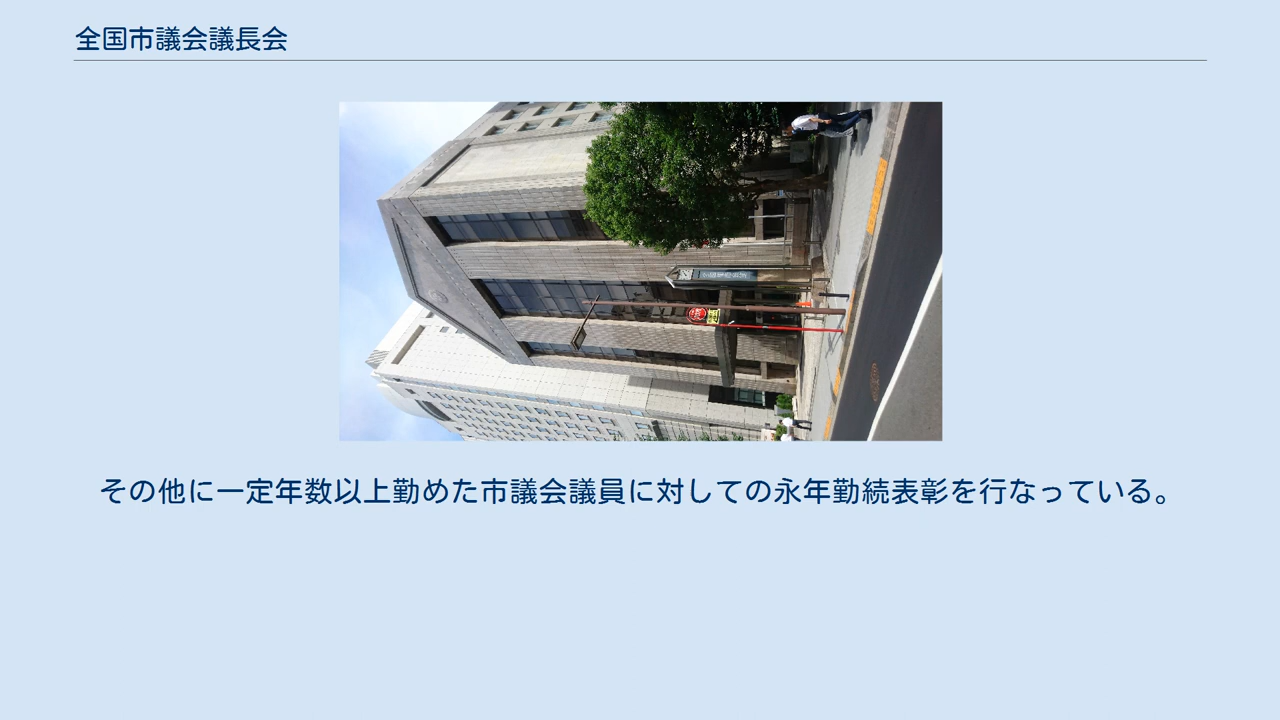 全国市議会議長会
その他に一定年数以上勤めた市議会議員に対しての永年勤続表彰を行なっている。